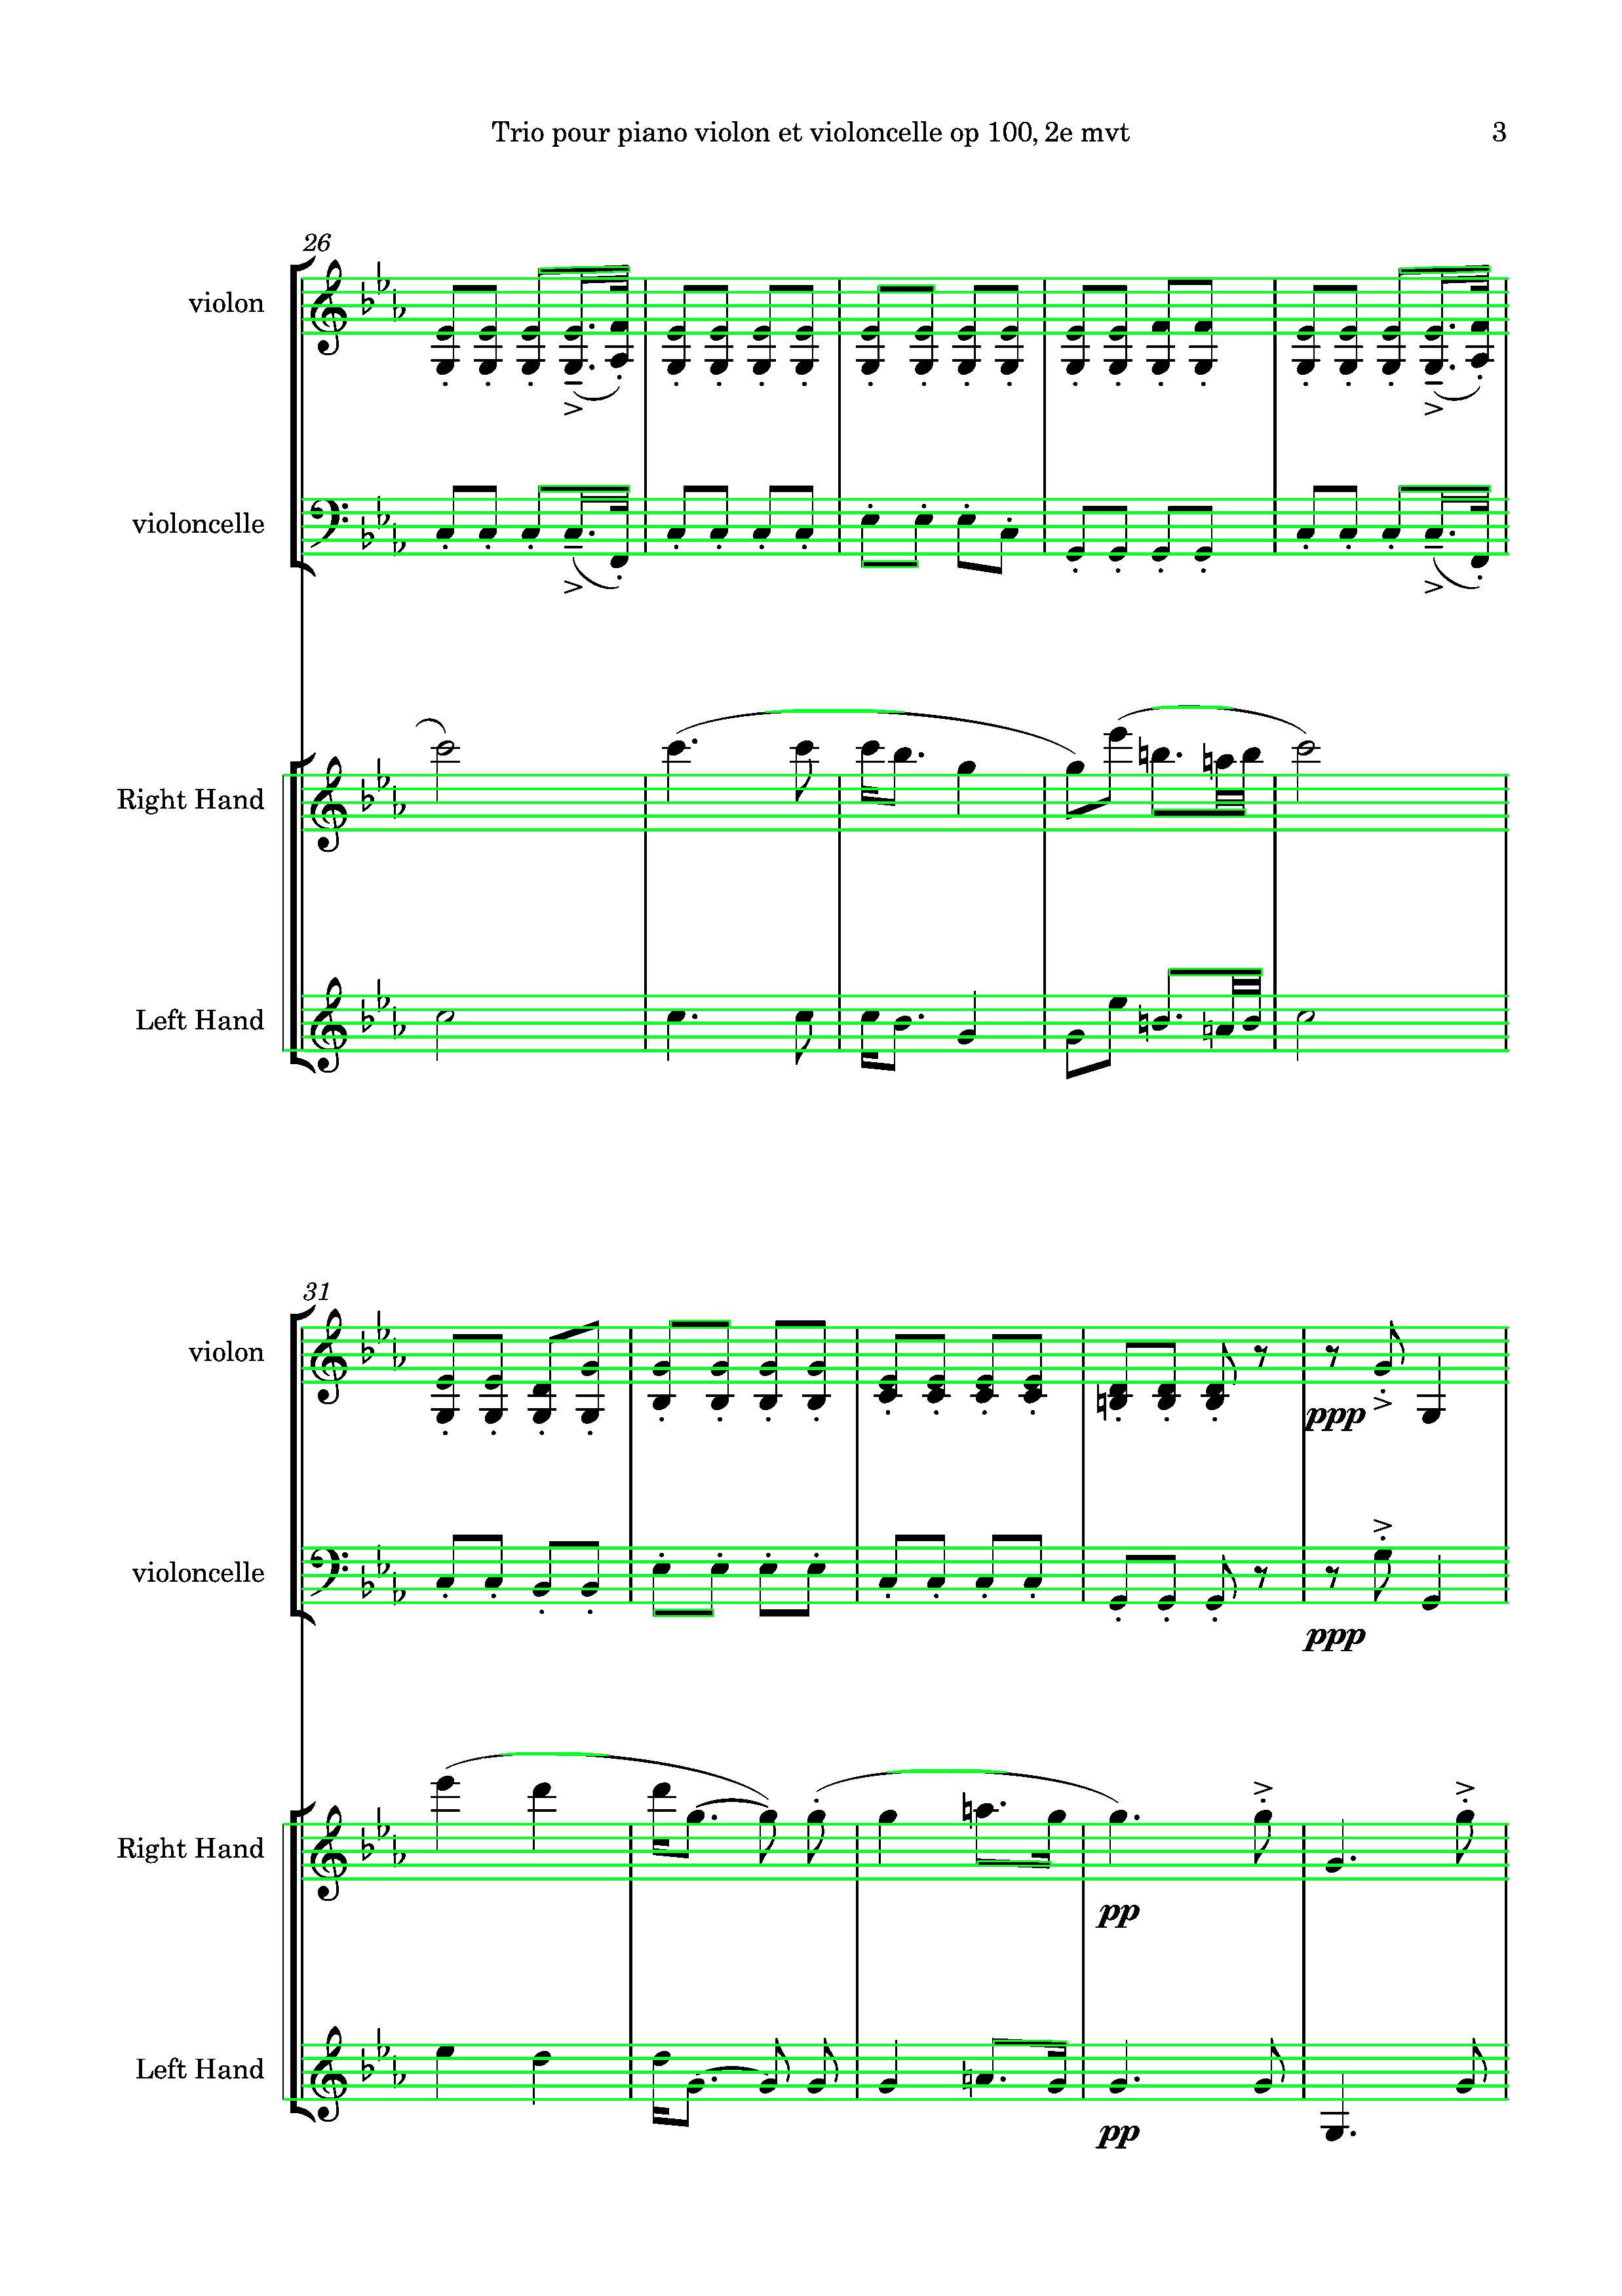 Trio pour piano violon et violoncelle op 100, 2e mvt 3
26
violon
violoncelle
Right Hand
Left Hand
31
violon
ppp
violoncelle
ppp
Right Hand
pp
Left Hand
pp